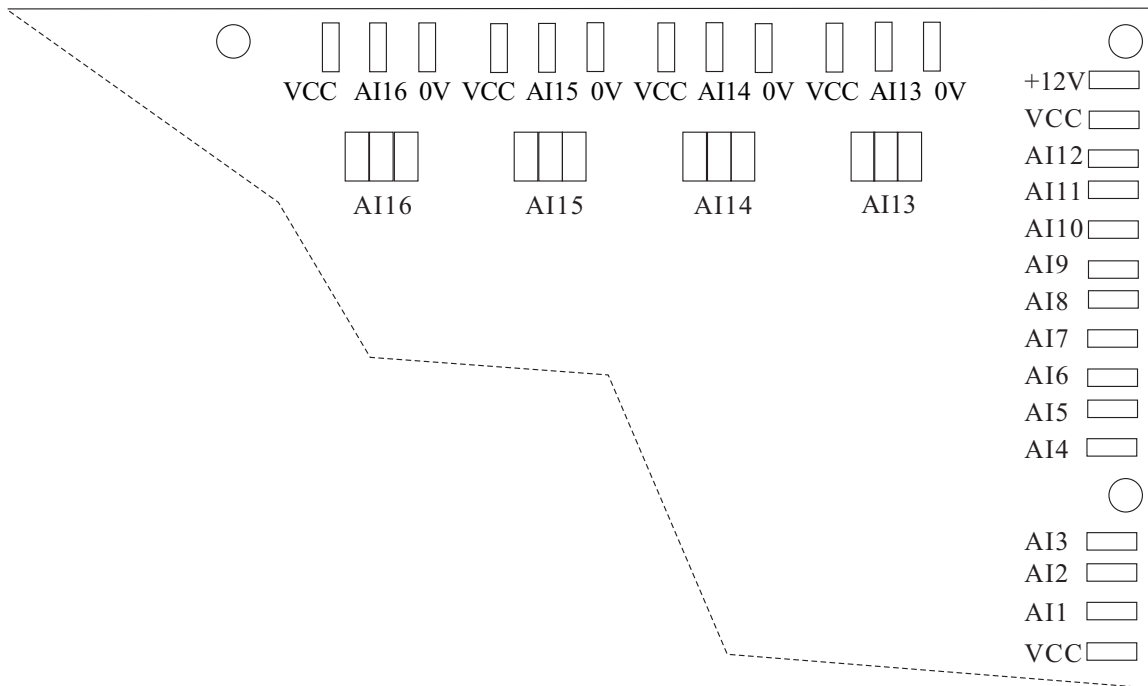 VCC AI16 0V VCC AI15 0V VCC AI14 0V VCC AI13 0V
AI16 AI15 AI14 AI13
+12V
VCC
AI12
AI11
AI10
AI9
AI8
AI7
AI6
AI5
AI4
AI3
AI2
AI1
VCC